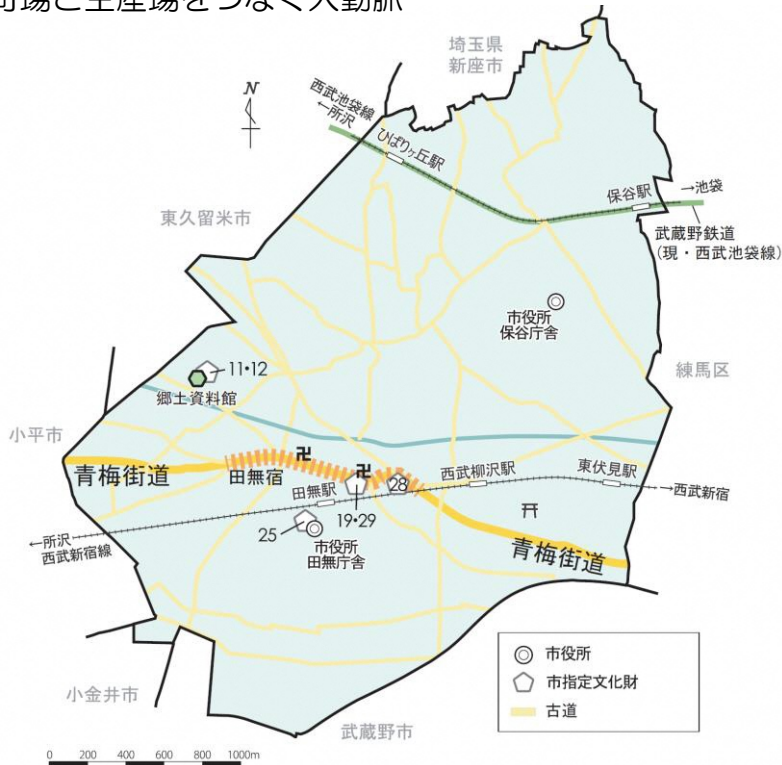 町場と生産場をつなぐ大動脈
埼玉県
新座市
N
西武池袋線
←所沢
ひばりヶ丘駅
保谷駅
→池袋
武蔵野鉄道
(現・西武池袋線)
東久留米市
市役所
保谷庁舎
練馬区
11・12
郷土資料館
小平市
青梅街道
田無宿
卍
卍
28
西武柳沢駅
東伏見駅
→西武新宿
田無駅
19・29
25
市役所
田無庁舎
←所沢
西武新宿線
青梅街道
市役所
市指定文化財
古道
小金井市
武蔵野市
0 200 400 600 800 1000m